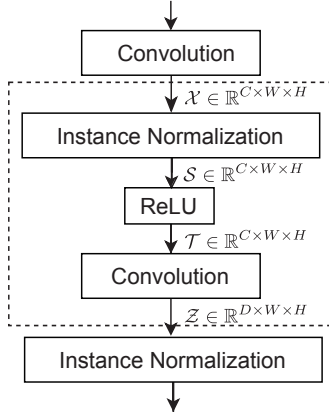 Convolution
𝒳 ∈ ℝ^{C×W×H}
Instance Normalization
𝒮 ∈ ℝ^{C×W×H}
ReLU
𝒯 ∈ ℝ^{C×W×H}
Convolution
𝒵 ∈ ℝ^{D×W×H}
Instance Normalization